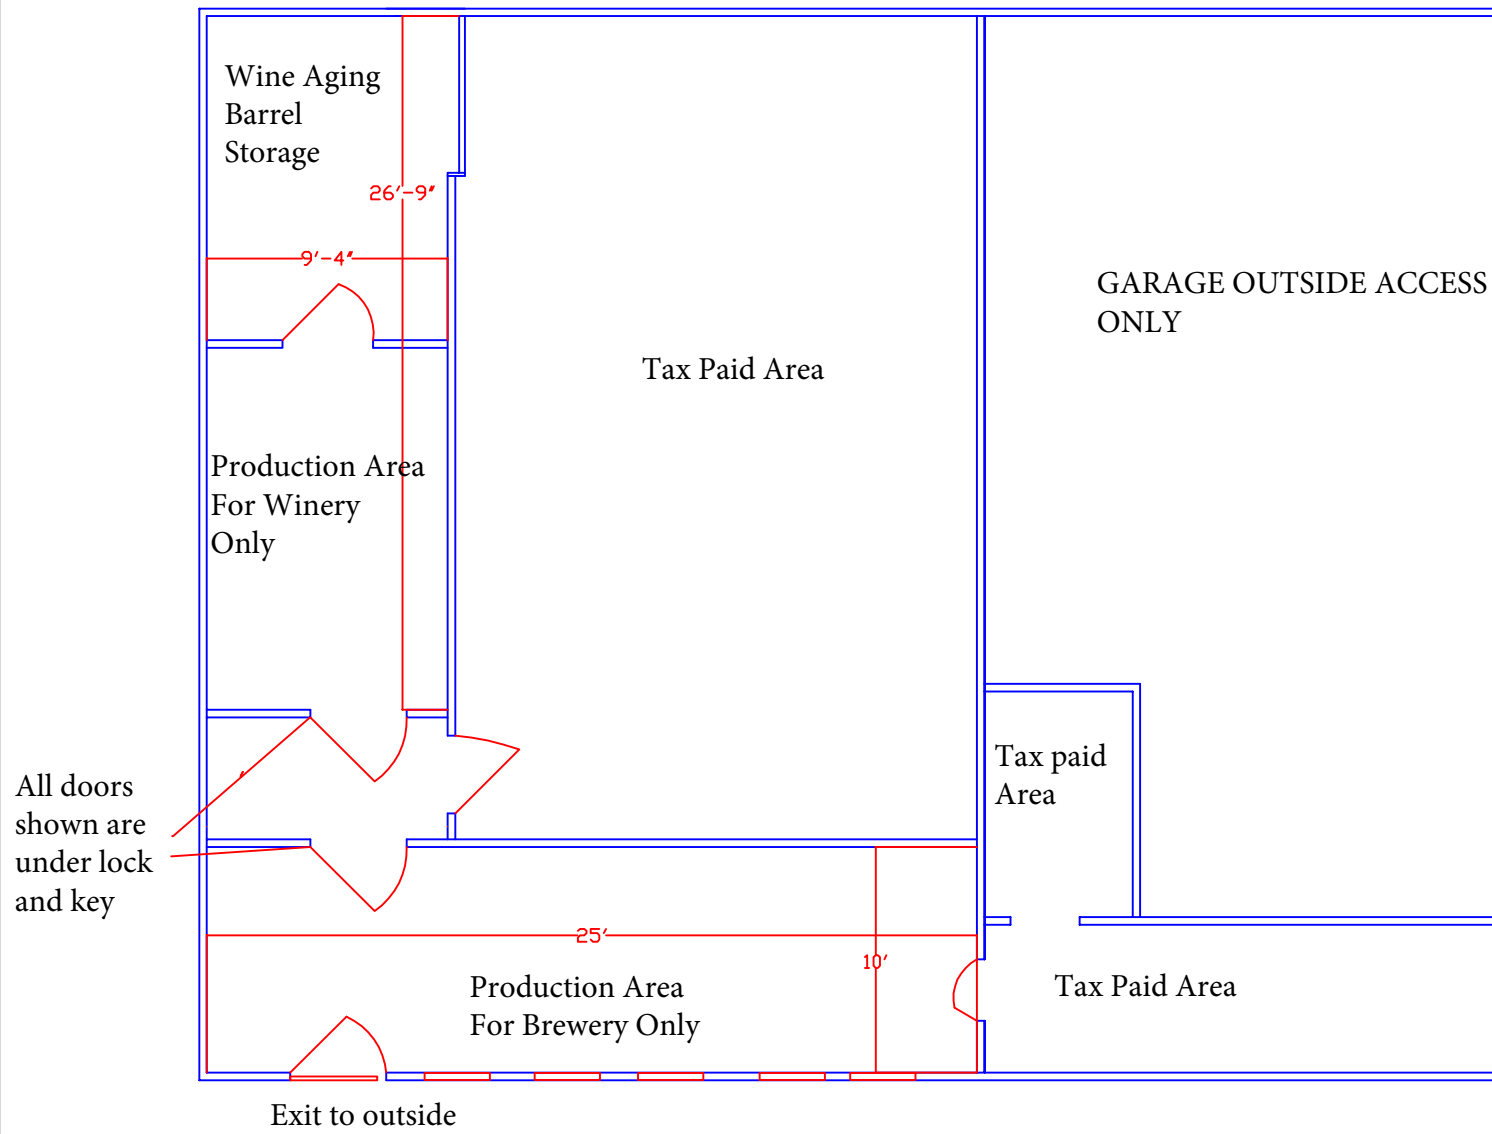 Wine Aging
Barrel
Storage
26'-9"
9'-4"
GARAGE OUTSIDE ACCESS
ONLY
Tax Paid Area
Production Area
For Winery
Only
Tax paid
Area
All doors
shown are
under lock
and key
25'
10'
Production Area
For Brewery Only
Tax Paid Area
Exit to outside